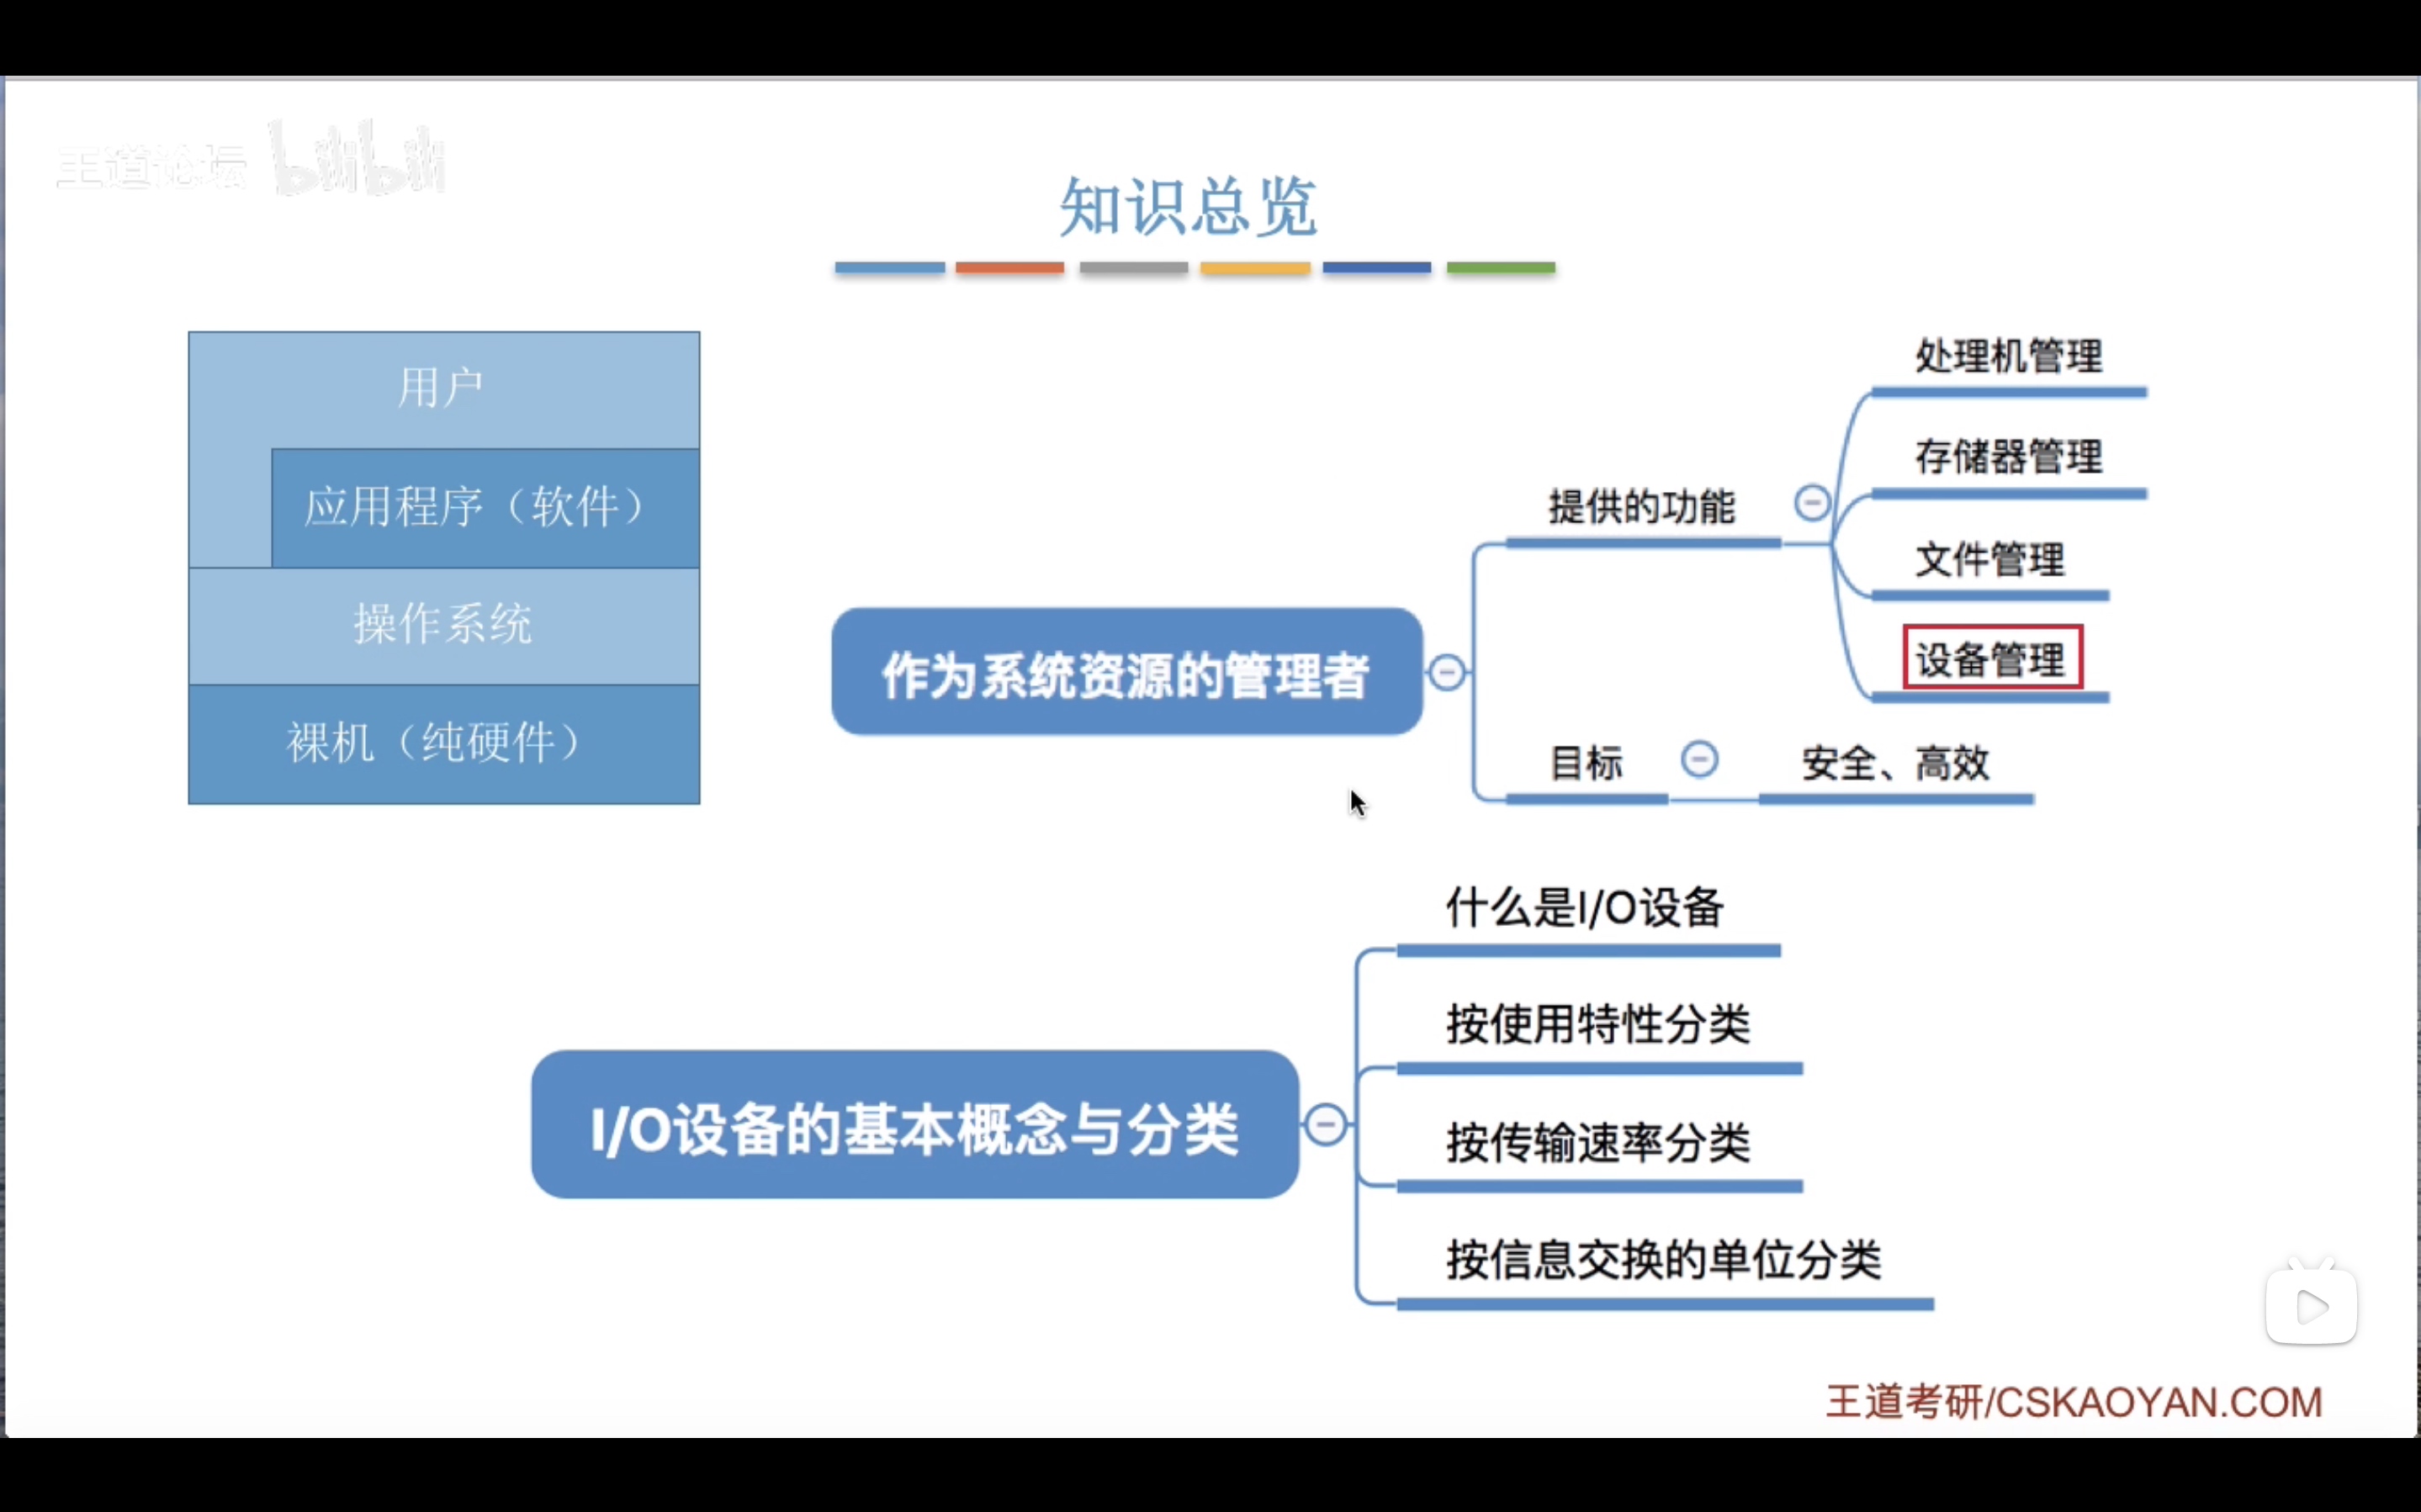 王道论坛 bilibili
知识总览
用户
应用程序（软件）
操作系统
裸机（纯硬件）
作为系统资源的管理者
提供的功能
处理机管理
存储器管理
文件管理
设备管理
目标
安全、高效
I/O设备的基本概念与分类
什么是I/O设备
按使用特性分类
按传输速率分类
按信息交换的单位分类
王道考研/CSKAOYAN.COM